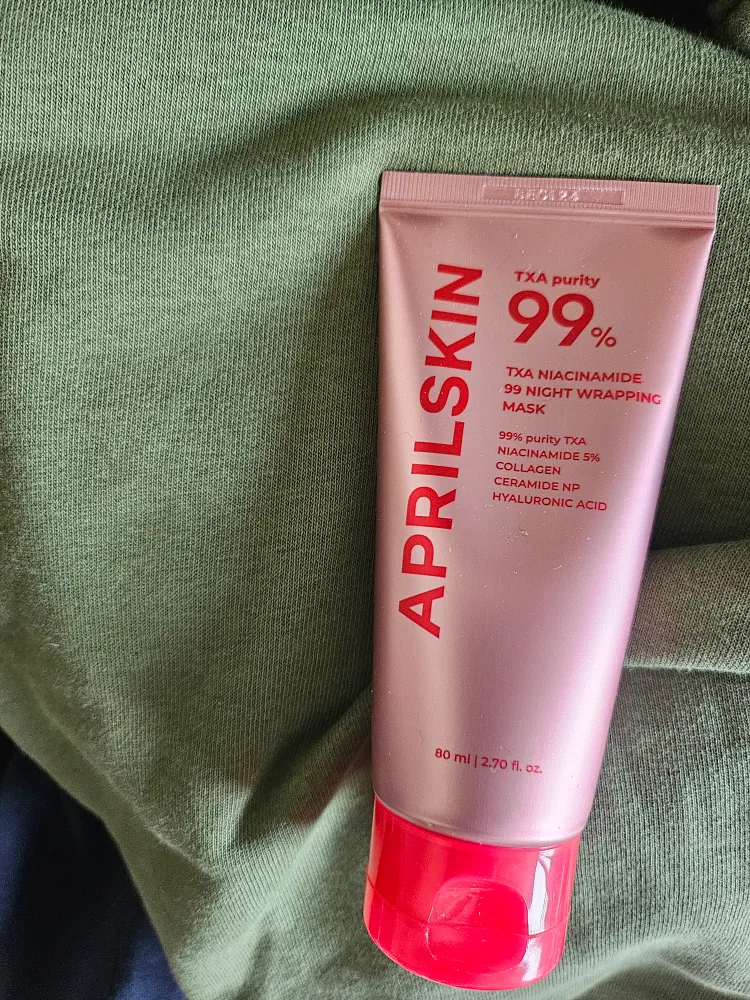 APRILSKIN
TXA purity
99%
TXA NIACINAMIDE
99 NIGHT WRAPPING
MASK
99% purity TXA
NIACINAMIDE 5%
COLLAGEN
CERAMIDE NP
HYALURONIC ACID
80 ml | 2.70 fl. oz.